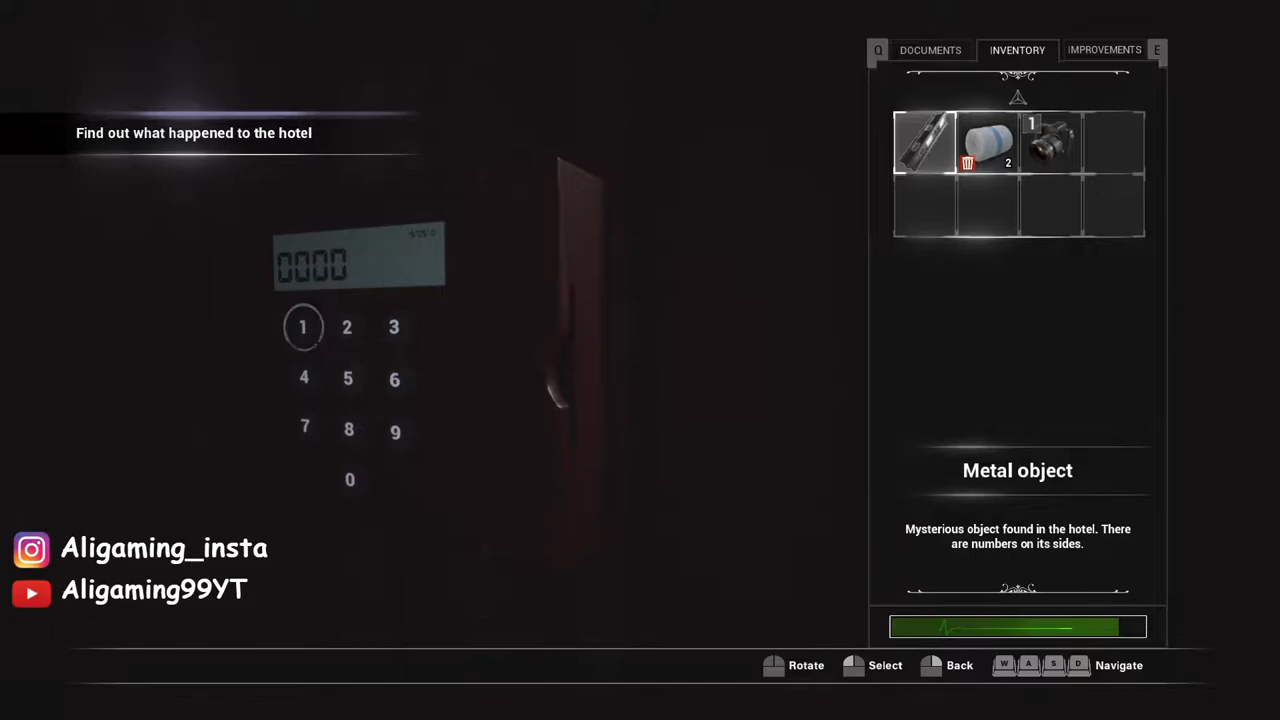 Q DOCUMENTS INVENTORY IMPROVEMENTS E
Find out what happened to the hotel
1
2
0000
1 2 3
4 5 6
7 8 9
0
Metal object
Mysterious object found in the hotel. There
are numbers on its sides.
Aligaming_insta
Aligaming99YT
Rotate Select Back W A S D Navigate